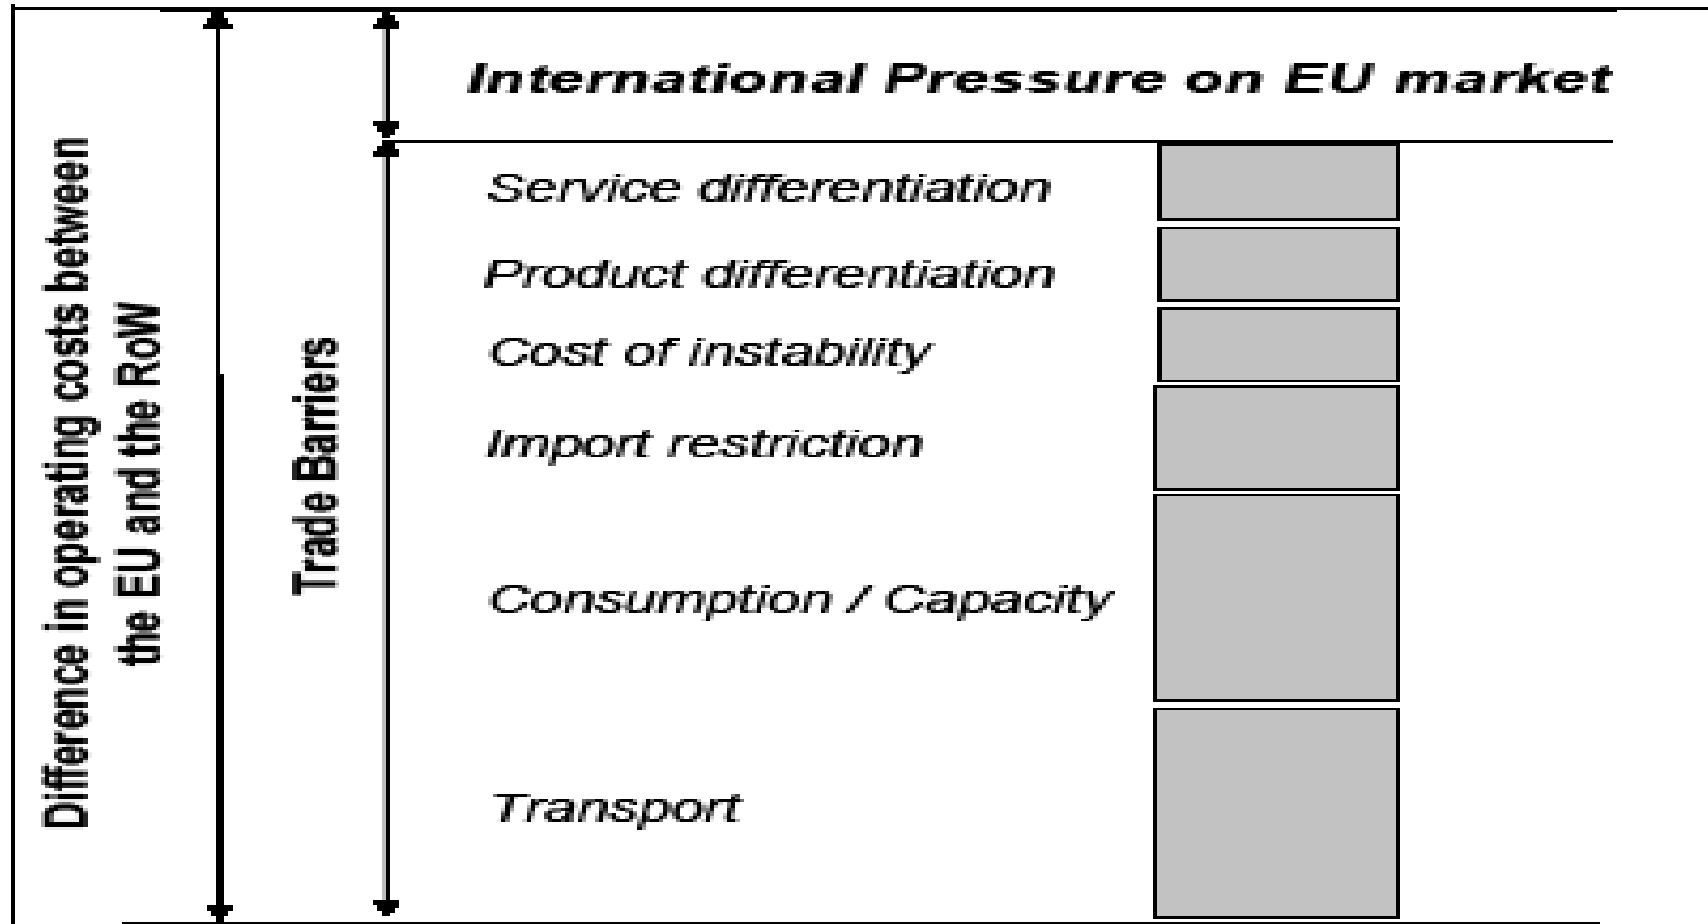 Difference in operating costs between
the EU and the RoW
Trade Barriers
International Pressure on EU market
Service differentiation
Product differentiation
Cost of instability
Import restriction
Consumption / Capacity
Transport